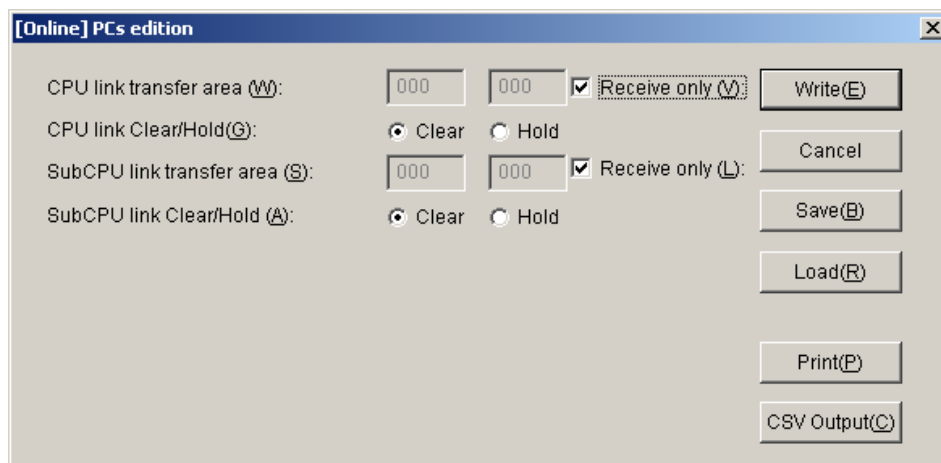 [Online] PCs edition
CPU link transfer area (W): 000 000 Receive only (V): Write(E)
CPU link Clear/Hold(G): Clear Hold
Cancel
SubCPU link transfer area (S): 000 000 Receive only (L):
SubCPU link Clear/Hold (A): Clear Hold
Save(B)
Load(R)
Print(P)
CSV Output(C)